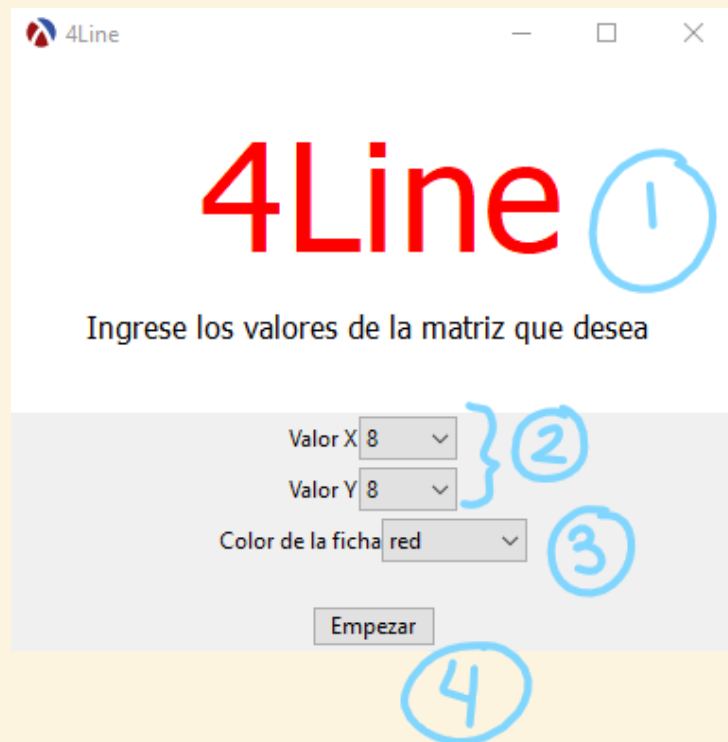 4Line
4Line 1
Ingrese los valores de la matriz que desea
Valor X 8
2
Valor Y 8
Color de la ficha red 3
Empezar
4